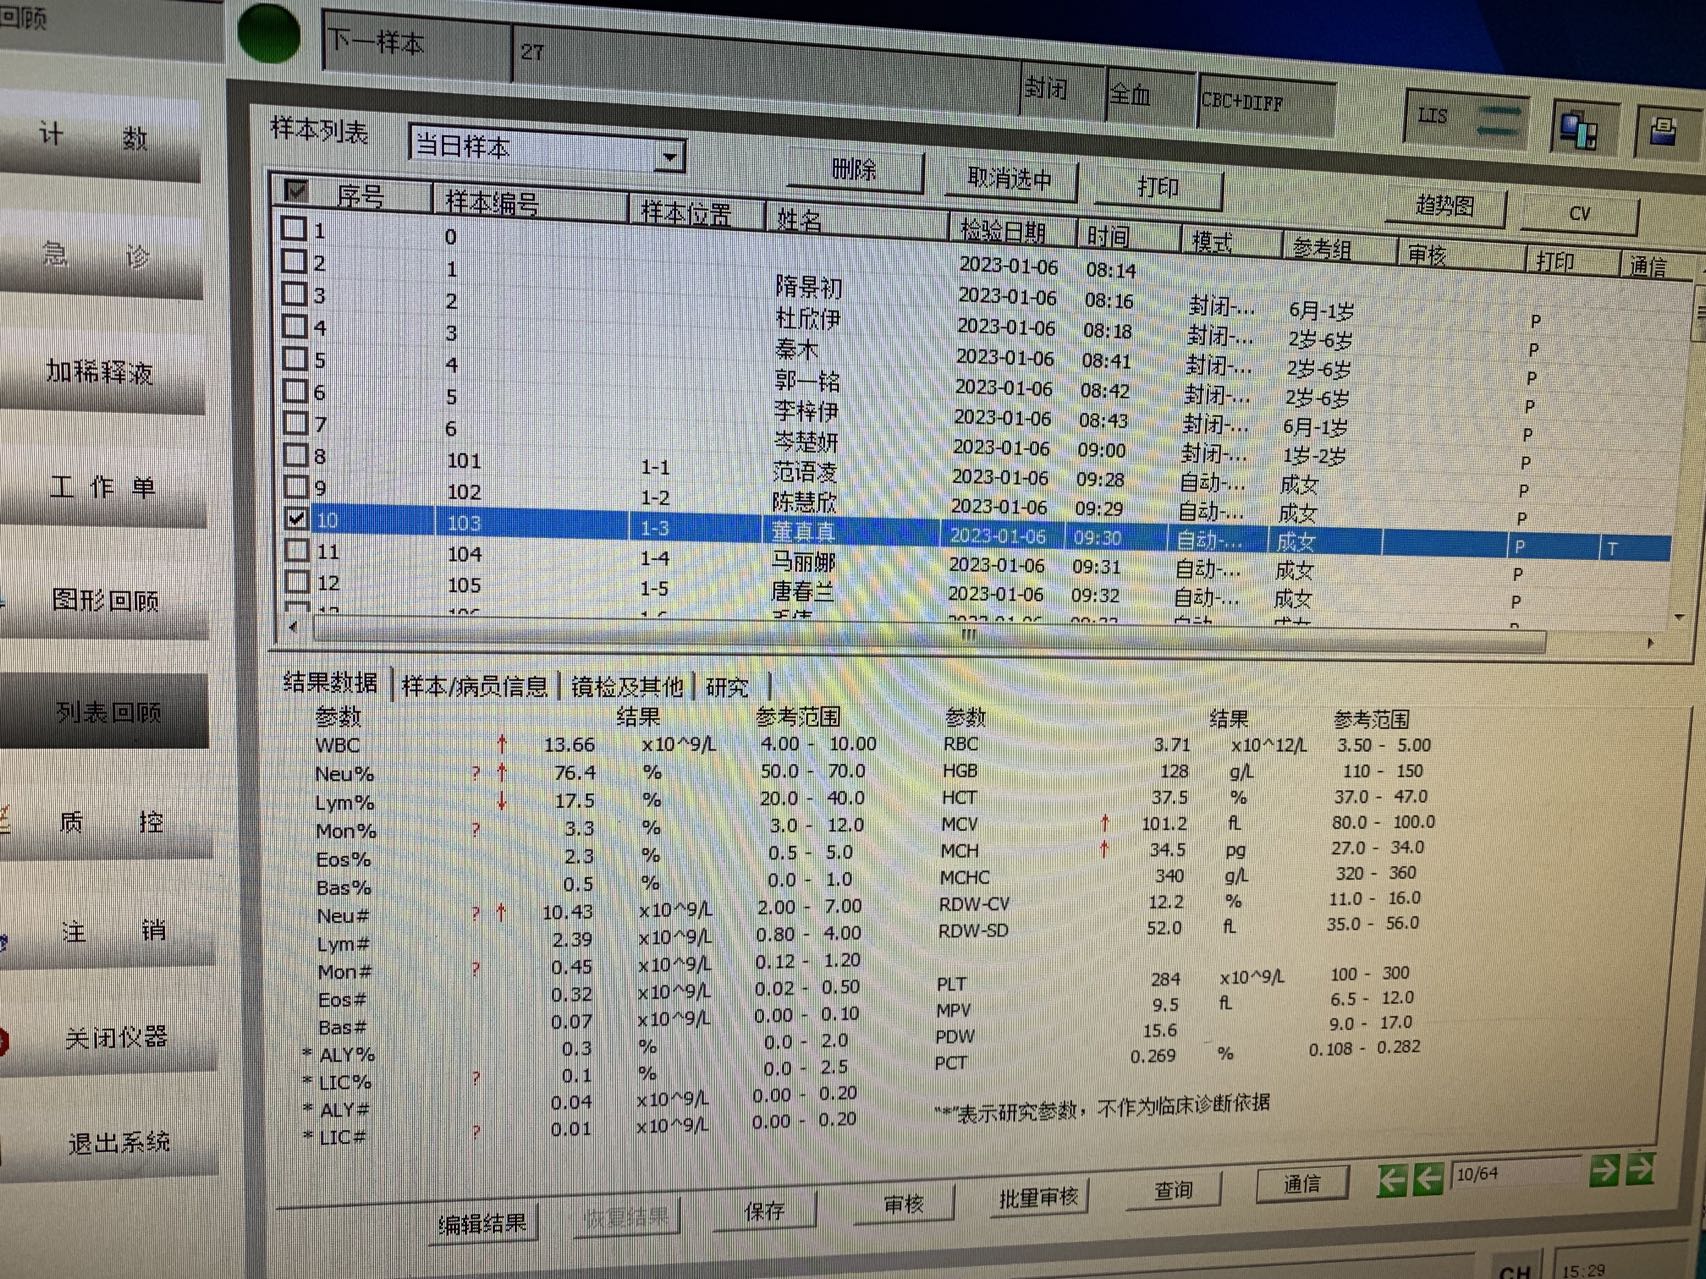 回顾
下一样本 27 封闭 全血 CBC+DIFF LIS
计 数
急 诊
加稀释液
工 作 单
图形回顾
列表回顾
质 控
注 销
关闭仪器
退出系统
样本列表 当日样本 删除 取消选中 打印 趋势图 CV
序号 样本编号 样本位置 姓名 检验日期 时间 模式 参考组 审核 打印 通信
1 0 2023-01-06 08:14
2 1 隋景初 2023-01-06 08:16 封闭-... 6月-1岁 P
3 2 杜欣伊 2023-01-06 08:18 封闭-... 2岁-6岁 P
4 3 秦木 2023-01-06 08:41 封闭-... 2岁-6岁 P
5 4 郭一铭 2023-01-06 08:42 封闭-... 2岁-6岁 P
6 5 李梓伊 2023-01-06 08:43 封闭-... 6月-1岁 P
7 6 岑楚妍 2023-01-06 09:00 封闭-... 1岁-2岁 P
8 101 1-1 范语凌 2023-01-06 09:28 自动-... 成女 P
9 102 1-2 陈慧欣 2023-01-06 09:29 自动-... 成女 P
10 103 1-3 董真真 2023-01-06 09:30 自动-... 成女 P T
11 104 1-4 马丽娜 2023-01-06 09:31 自动-... 成女 P
12 105 1-5 唐春兰 2023-01-06 09:32 自动-... 成女 P
结果数据 样本/病员信息 镜检及其他 研究
参数 结果 参考范围 参数 结果 参考范围
WBC ↑ 13.66 x10^9/L 4.00 - 10.00 RBC 3.71 x10^12/L 3.50 - 5.00
Neu% ? ↑ 76.4 % 50.0 - 70.0 HGB 128 g/L 110 - 150
Lym% ↓ 17.5 % 20.0 - 40.0 HCT 37.5 % 37.0 - 47.0
Mon% ? 3.3 % 3.0 - 12.0 MCV ↑ 101.2 fL 80.0 - 100.0
Eos% 2.3 % 0.5 - 5.0 MCH ↑ 34.5 pg 27.0 - 34.0
Bas% 0.5 % 0.0 - 1.0 MCHC 340 g/L 320 - 360
Neu# ? ↑ 10.43 x10^9/L 2.00 - 7.00 RDW-CV 12.2 % 11.0 - 16.0
Lym# 2.39 x10^9/L 0.80 - 4.00 RDW-SD 52.0 fL 35.0 - 56.0
Mon# ? 0.45 x10^9/L 0.12 - 1.20
Eos# 0.32 x10^9/L 0.02 - 0.50 PLT 284 x10^9/L 100 - 300
Bas# 0.07 x10^9/L 0.00 - 0.10 MPV 9.5 fL 6.5 - 12.0
* ALY% 0.3 % 0.0 - 2.0 PDW 15.6 9.0 - 17.0
* LIC% ? 0.1 % 0.0 - 2.5 PCT 0.269 % 0.108 - 0.282
* ALY# 0.04 x10^9/L 0.00 - 0.20
* LIC# ? 0.01 x10^9/L 0.00 - 0.20
"*"表示研究参数，不作为临床诊断依据
编辑结果 恢复结果 保存 审核 批量审核 查询 通信 10/64
CH 15:29